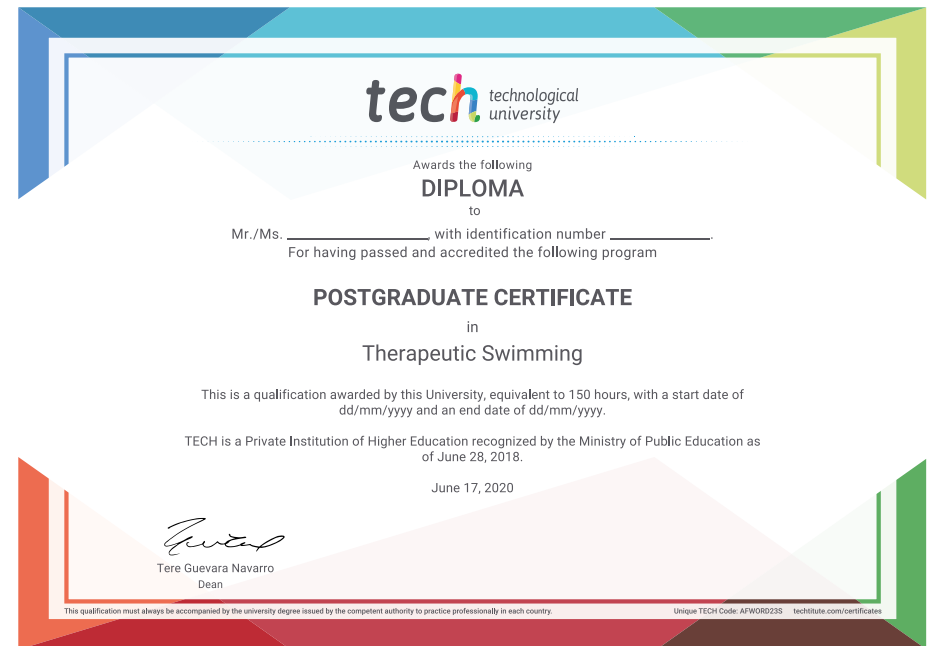 tech technological
university
Awards the following
DIPLOMA
to
Mr./Ms. ____________________, with identification number ______________.
For having passed and accredited the following program
POSTGRADUATE CERTIFICATE
in
Therapeutic Swimming
This is a qualification awarded by this University, equivalent to 150 hours, with a start date of
dd/mm/yyyy and an end date of dd/mm/yyyy.
TECH is a Private Institution of Higher Education recognized by the Ministry of Public Education as
of June 28, 2018.
June 17, 2020
Tere Guevara Navarro
Dean
This qualification must always be accompanied by the university degree issued by the competent authority to practice professionally in each country.
Unique TECH Code: AFWORD23S techtitute.com/certificates